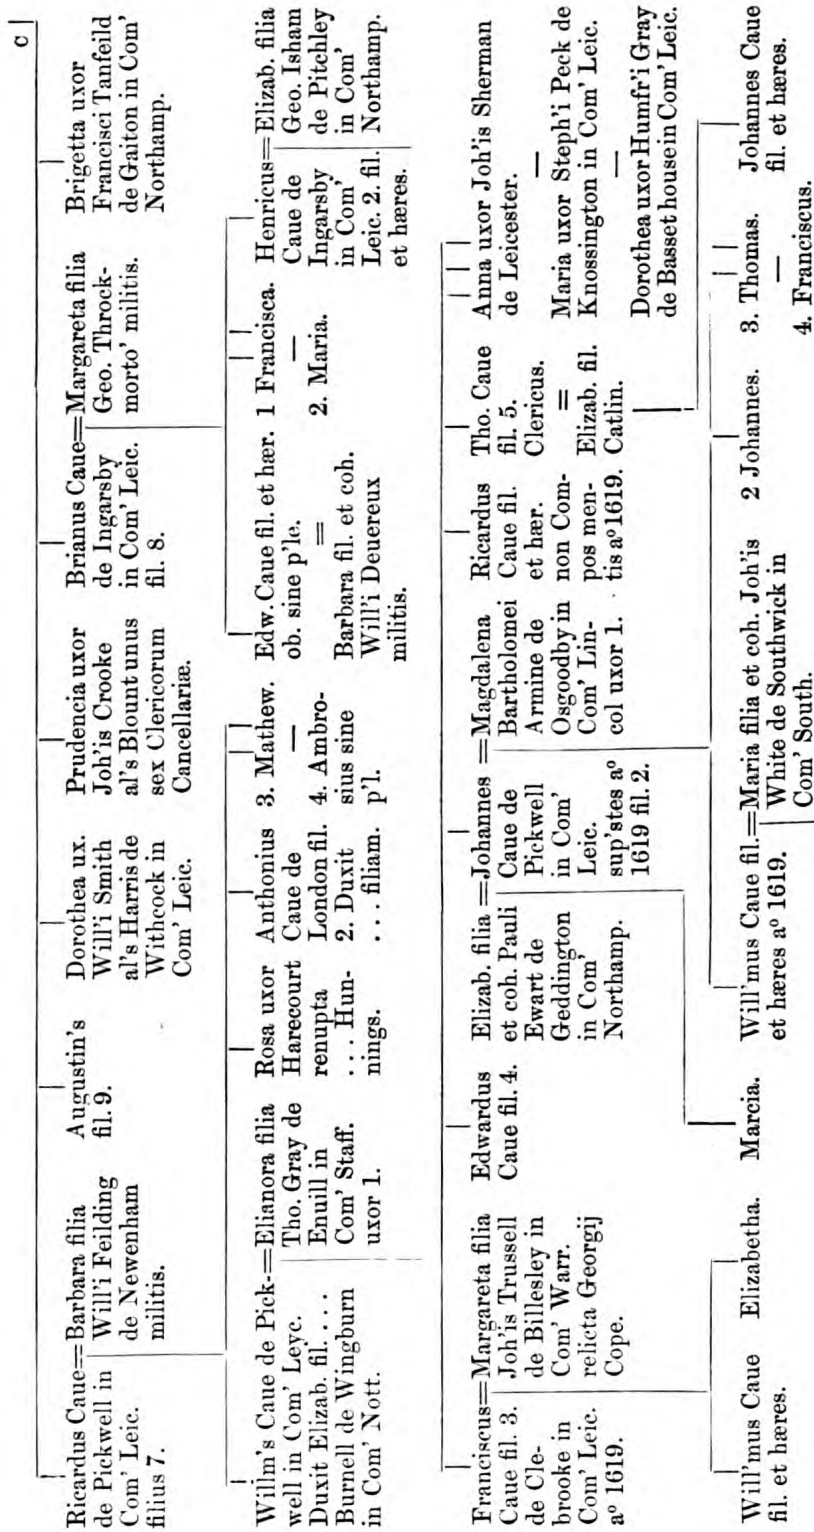 c
Ricardus Caue=Barbara filia
de Pickwell in
Com' Leic.
filius 7.
Will'i Feilding
de Newenham
militis.
Augustin's
fil. 9.
Dorothea ux.
Will'i Smith
al's Harris de
Withcock in
Com' Leic.
Prudencia uxor
Joh'is Crooke
al's Blount unus
sex Clericorum
Cancellariæ.
Brianus Caue=Margareta filia
de Ingarsby
in Com' Leic.
fil. 8.
Geo. Throck-
morto' militis.
Brigetta uxor
Francisci Tanfeild
de Gaiton in Com'
Northamp.
Willm's Caue de Pick-=Elianora filia
well in Com' Leyc.
Duxit Elizab. fil. ....
Burnell de Wingburn
in Com' Nott.
Tho. Gray de
Enuill in
Com' Staff.
uxor 1.
Rosa uxor
Harecourt
renupta
... Hun-
nings.
Anthonius
Caue de
London fil.
2. Duxit
... filiam.
3. Mathew.
—
4. Ambro-
sius sine
p'l.
Edw. Caue fil. et hær.
ob. sine p'le.
=
Barbara fil. et coh.
Will'i Deuereux
militis.
1 Francisca.
—
2. Maria.
Henricus=Elizab. filia
Caue de
Ingarsby
in Com'
Leic. 2. fil.
et hæres.
Geo. Isham
de Pitchley
in Com'
Northamp.
Franciscus=Margareta filia
Caue fil. 3.
de Cle-
brooke in
Com' Leic.
aº 1619.
Joh'is Trussell
de Billesley in
Com' Warr.
relicta Georgij
Cope.
Edwardus
Caue fil. 4.
Elizab. filia =Johannes =Magdalena
et coh. Pauli
Ewart de
Geddington
in Com'
Northamp.
Caue de
Pickwell
in Com'
Leic.
sup'stes aº
1619 fil. 2.
Bartholomei
Armine de
Osgoodby in
Com' Lin-
col uxor 1.
Ricardus
Caue fil.
et hær.
non Com-
pos men-
tis aº 1619.
Tho. Caue
fil. 5.
Clericus.
=
Elizab. fil.
Catlin.
Anna uxor Joh'is Sherman
de Leicester.
—
Maria uxor Steph'i Peck de
Knossington in Com' Leic.
—
Dorothea uxor Humfr'i Gray
de Basset house in Com' Leic.
Will'mus Caue
fil. et hæres.
Elizabetha.
Marcia.
Will'mus Caue fil.=Maria filia et coh. Joh'is
et hæres aº 1619.
White de Southwick in
Com' South.
2 Johannes.
3. Thomas.
—
4. Franciscus.
Johannes Caue
fil. et hæres.